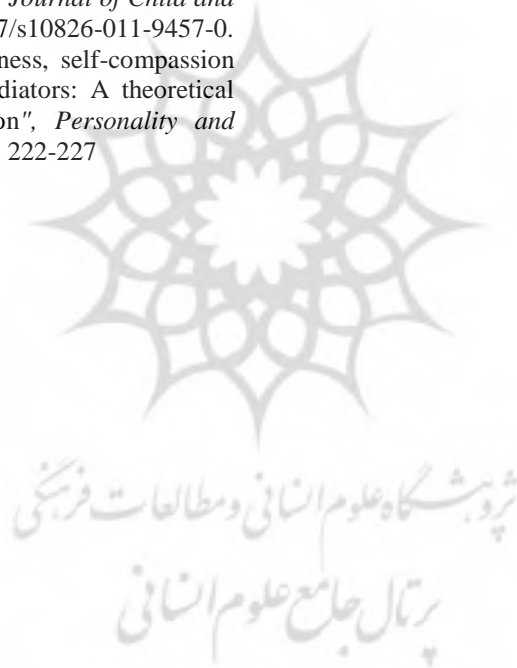 Journal of Child and
7/s10826-011-9457-0.
ness, self-compassion
diators: A theoretical
on", Personality and
222-227
پژوهشگاه علوم انسانی و مطالعات فرهنگی
پرتال جامع علوم انسانی